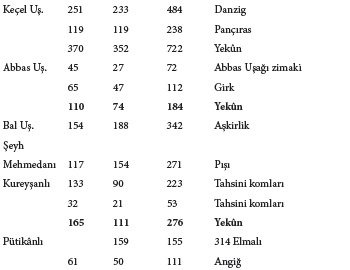 Keçel Uş. 251 233 484 Danzig
119 119 238 Pançıras
370 352 722 Yekûn
Abbas Uş. 45 27 72 Abbas Uşağı zimaki
65 47 112 Girk
110 74 184 Yekûn
Bal Uş. 154 188 342 Aşkirlik
Şeyh
Mehmedanı 117 154 271 Pışı
Kureyşanlı 133 90 223 Tahsini komları
32 21 53 Tahsini komları
165 111 276 Yekûn
Pütikânlı 159 155 314 Elmalı
61 50 111 Angiğ